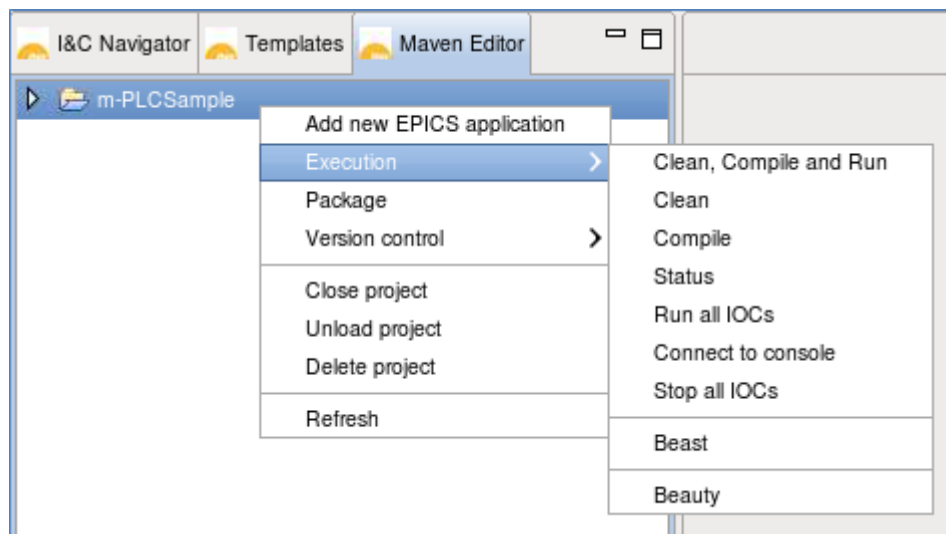 I&C Navigator Templates Maven Editor
m-PLCSample
Add new EPICS application
Execution
Package
Version control
Close project
Unload project
Delete project
Refresh
Clean, Compile and Run
Clean
Compile
Status
Run all IOCs
Connect to console
Stop all IOCs
Beast
Beauty